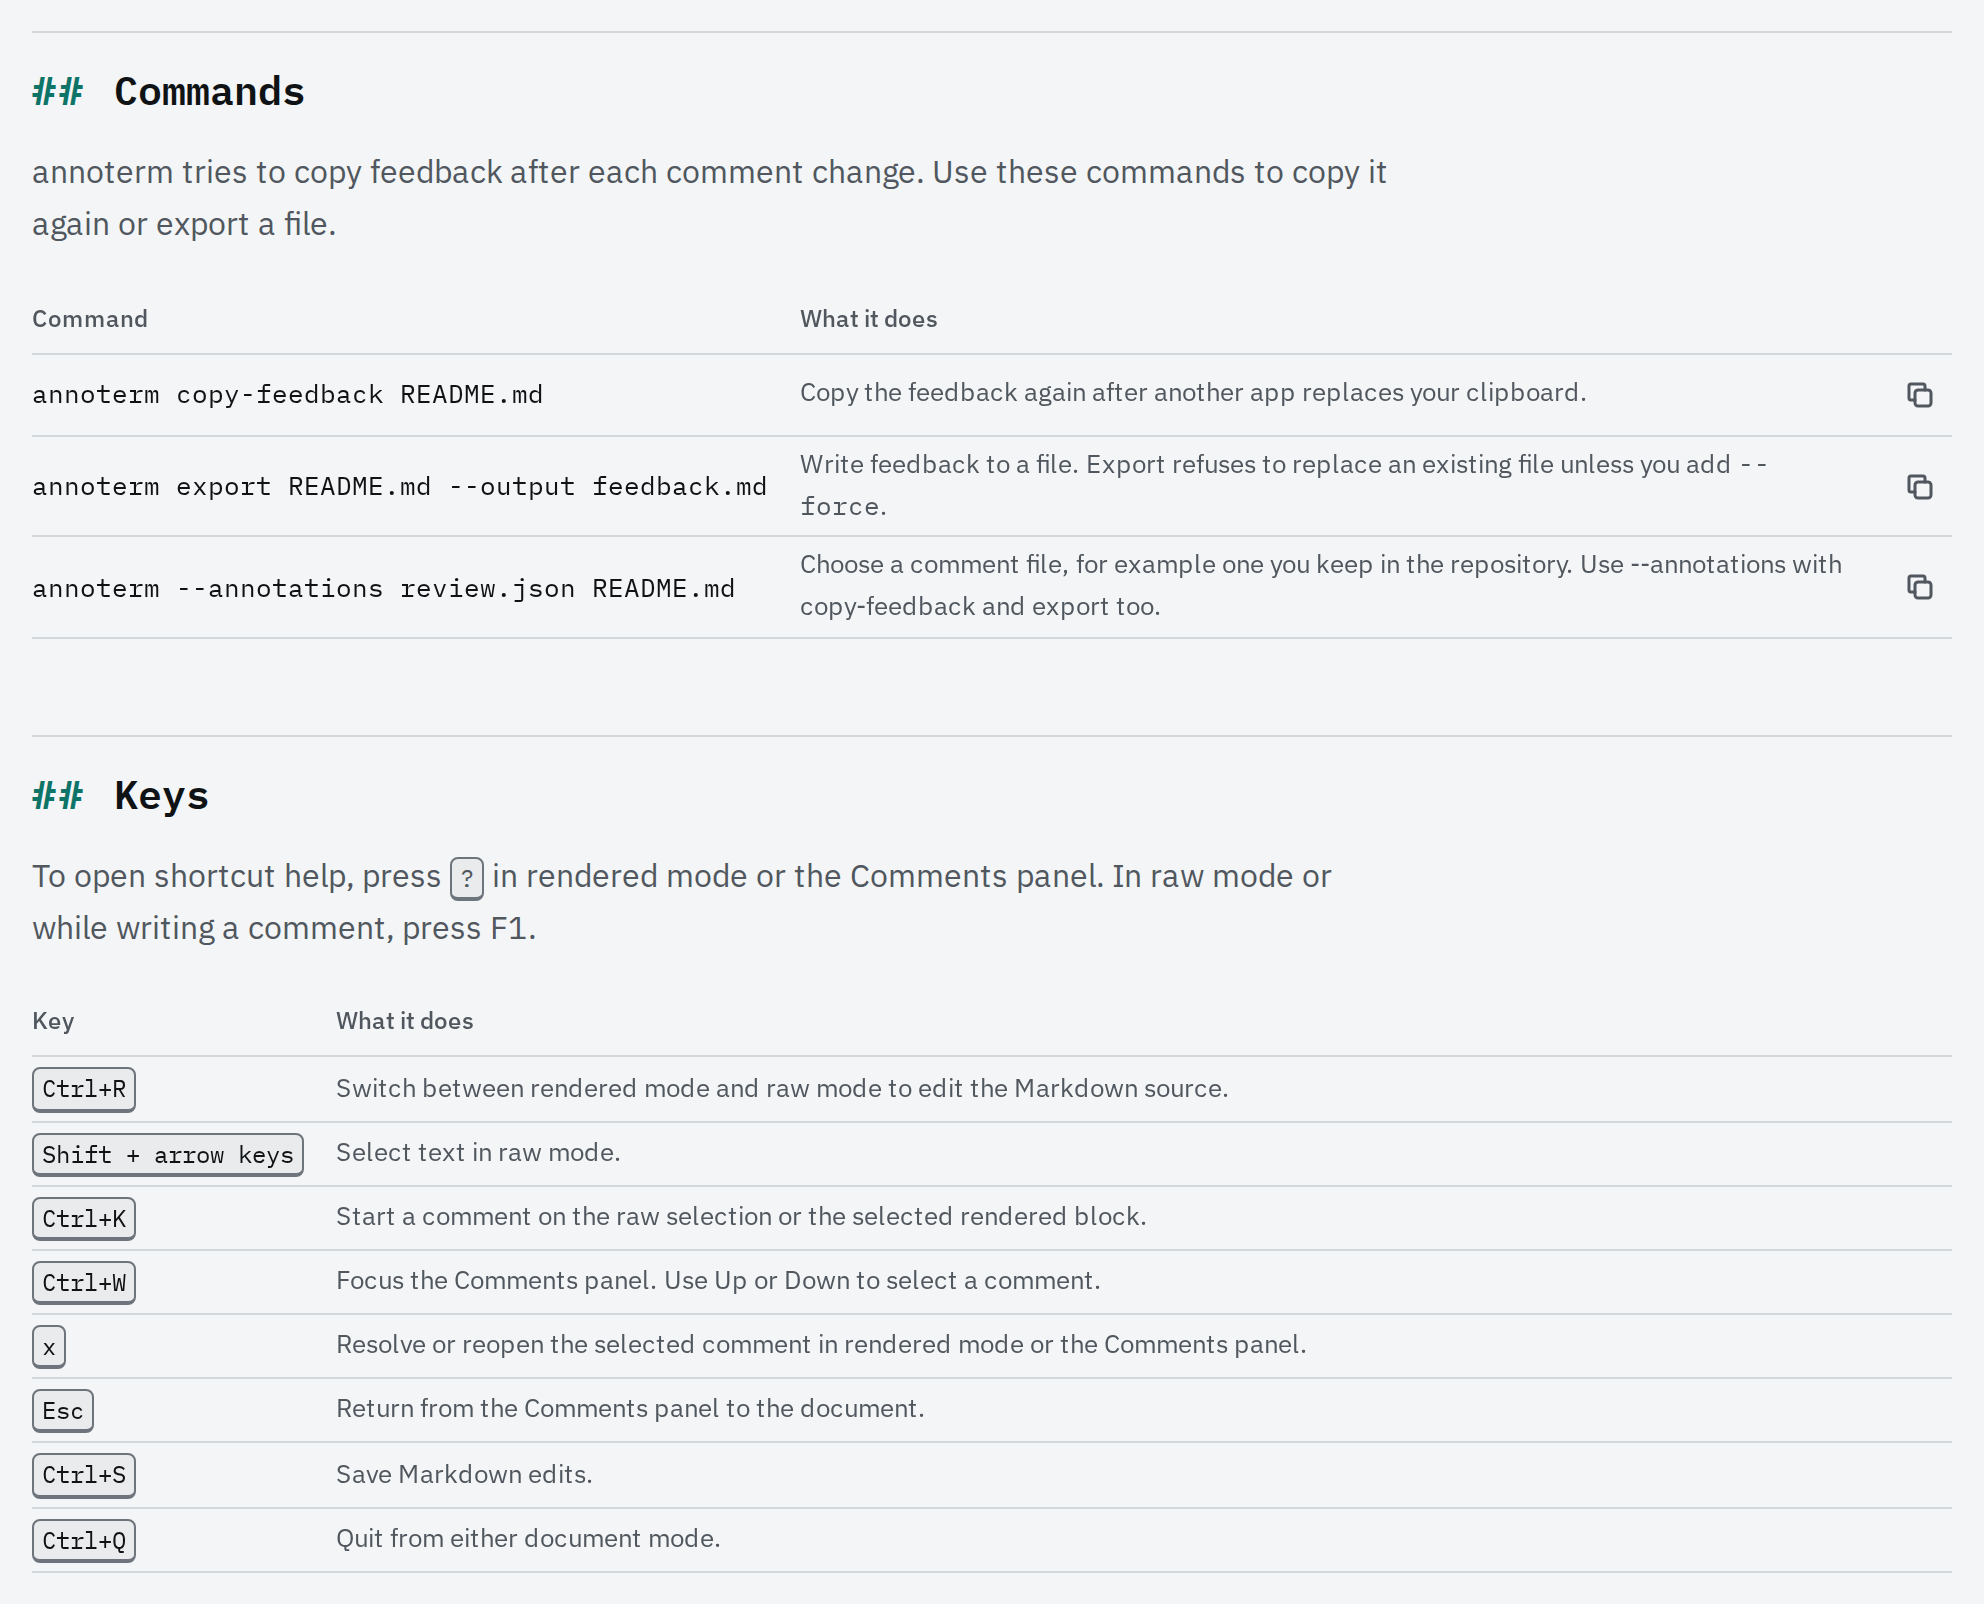 ## Commands
annoterm tries to copy feedback after each comment change. Use these commands to copy it
again or export a file.
Command What it does
annoterm copy-feedback README.md Copy the feedback again after another app replaces your clipboard.
annoterm export README.md --output feedback.md Write feedback to a file. Export refuses to replace an existing file unless you add --
force.
annoterm --annotations review.json README.md Choose a comment file, for example one you keep in the repository. Use --annotations with
copy-feedback and export too.
## Keys
To open shortcut help, press ? in rendered mode or the Comments panel. In raw mode or
while writing a comment, press F1.
Key What it does
Ctrl+R Switch between rendered mode and raw mode to edit the Markdown source.
Shift + arrow keys Select text in raw mode.
Ctrl+K Start a comment on the raw selection or the selected rendered block.
Ctrl+W Focus the Comments panel. Use Up or Down to select a comment.
x Resolve or reopen the selected comment in rendered mode or the Comments panel.
Esc Return from the Comments panel to the document.
Ctrl+S Save Markdown edits.
Ctrl+Q Quit from either document mode.